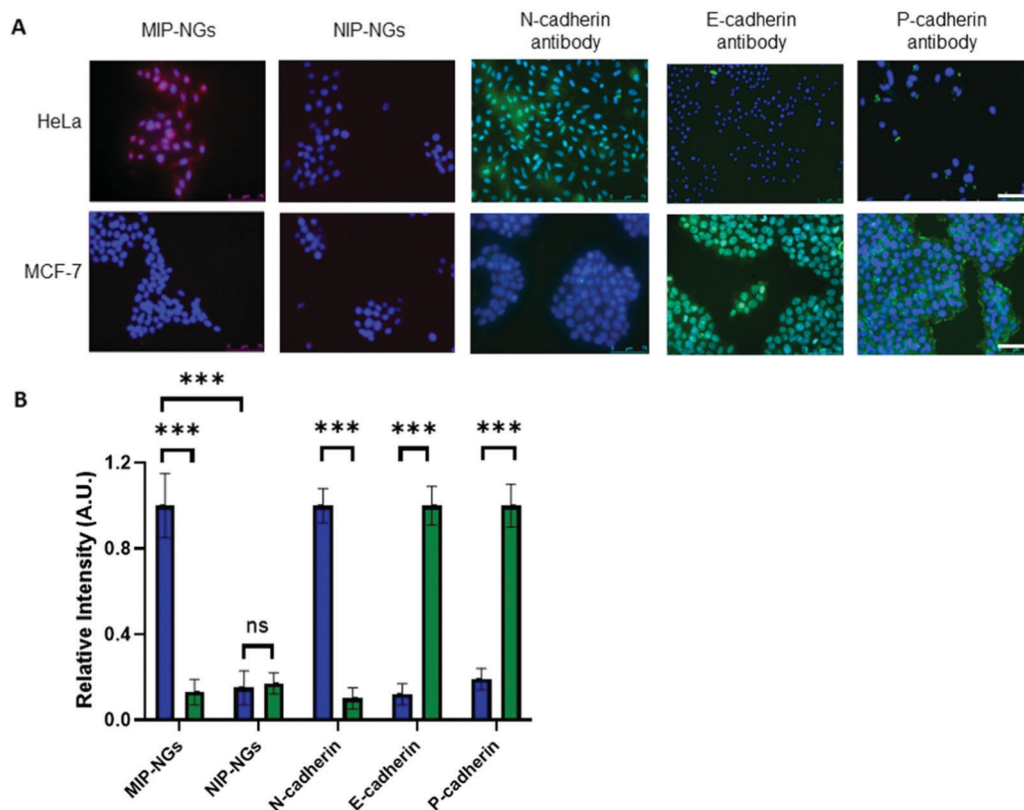 A
MIP-NGs
NIP-NGs
N-cadherin
antibody
E-cadherin
antibody
P-cadherin
antibody
HeLa
MCF-7
B
***
***
***
***
***
ns
Relative Intensity (A.U.)
1.2
0.8
0.4
0.0
MIP-NGs
NIP-NGs
N-cadherin
E-cadherin
P-cadherin